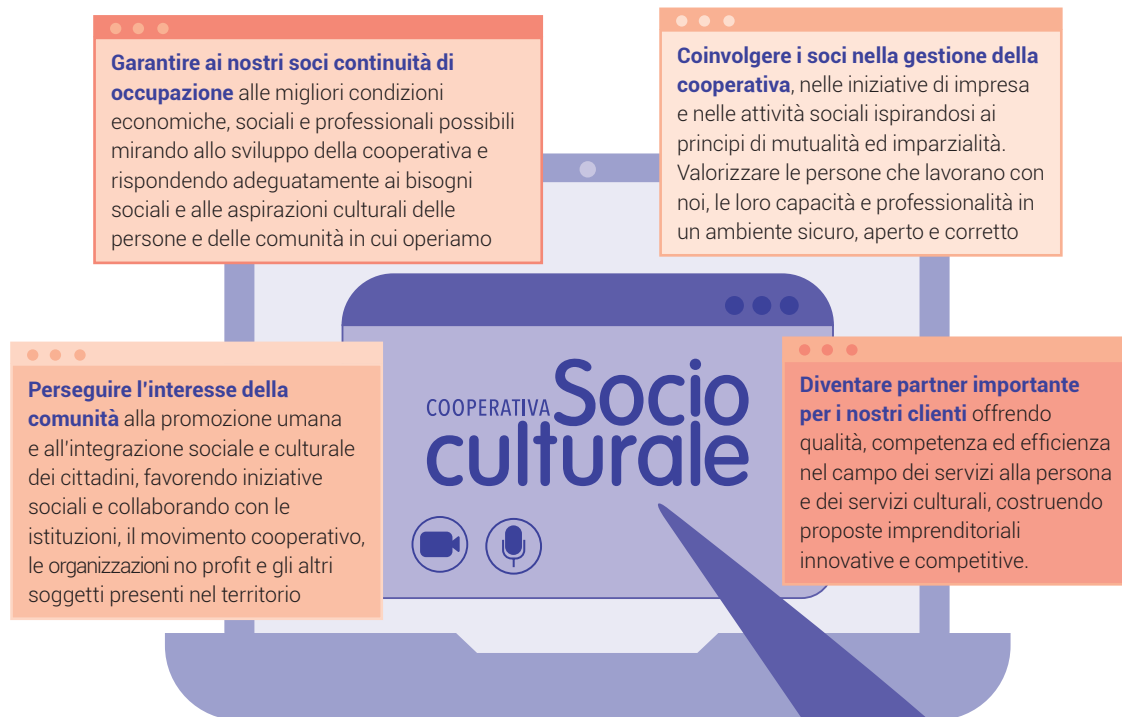 Garantire ai nostri soci continuità di
occupazione alle migliori condizioni
economiche, sociali e professionali possibili
mirando allo sviluppo della cooperativa e
rispondendo adeguatamente ai bisogni
sociali e alle aspirazioni culturali delle
persone e delle comunità in cui operiamo
Coinvolgere i soci nella gestione della
cooperativa, nelle iniziative di impresa
e nelle attività sociali ispirandosi ai
principi di mutualità ed imparzialità.
Valorizzare le persone che lavorano con
noi, le loro capacità e professionalità in
un ambiente sicuro, aperto e corretto
Perseguire l'interesse della
comunità alla promozione umana
e all'integrazione sociale e culturale
dei cittadini, favorendo iniziative
sociali e collaborando con le
istituzioni, il movimento cooperativo,
le organizzazioni no profit e gli altri
soggetti presenti nel territorio
COOPERATIVA Socio
culturale
Diventare partner importante
per i nostri clienti offrendo
qualità, competenza ed efficienza
nel campo dei servizi alla persona
e dei servizi culturali, costruendo
proposte imprenditoriali
innovative e competitive.